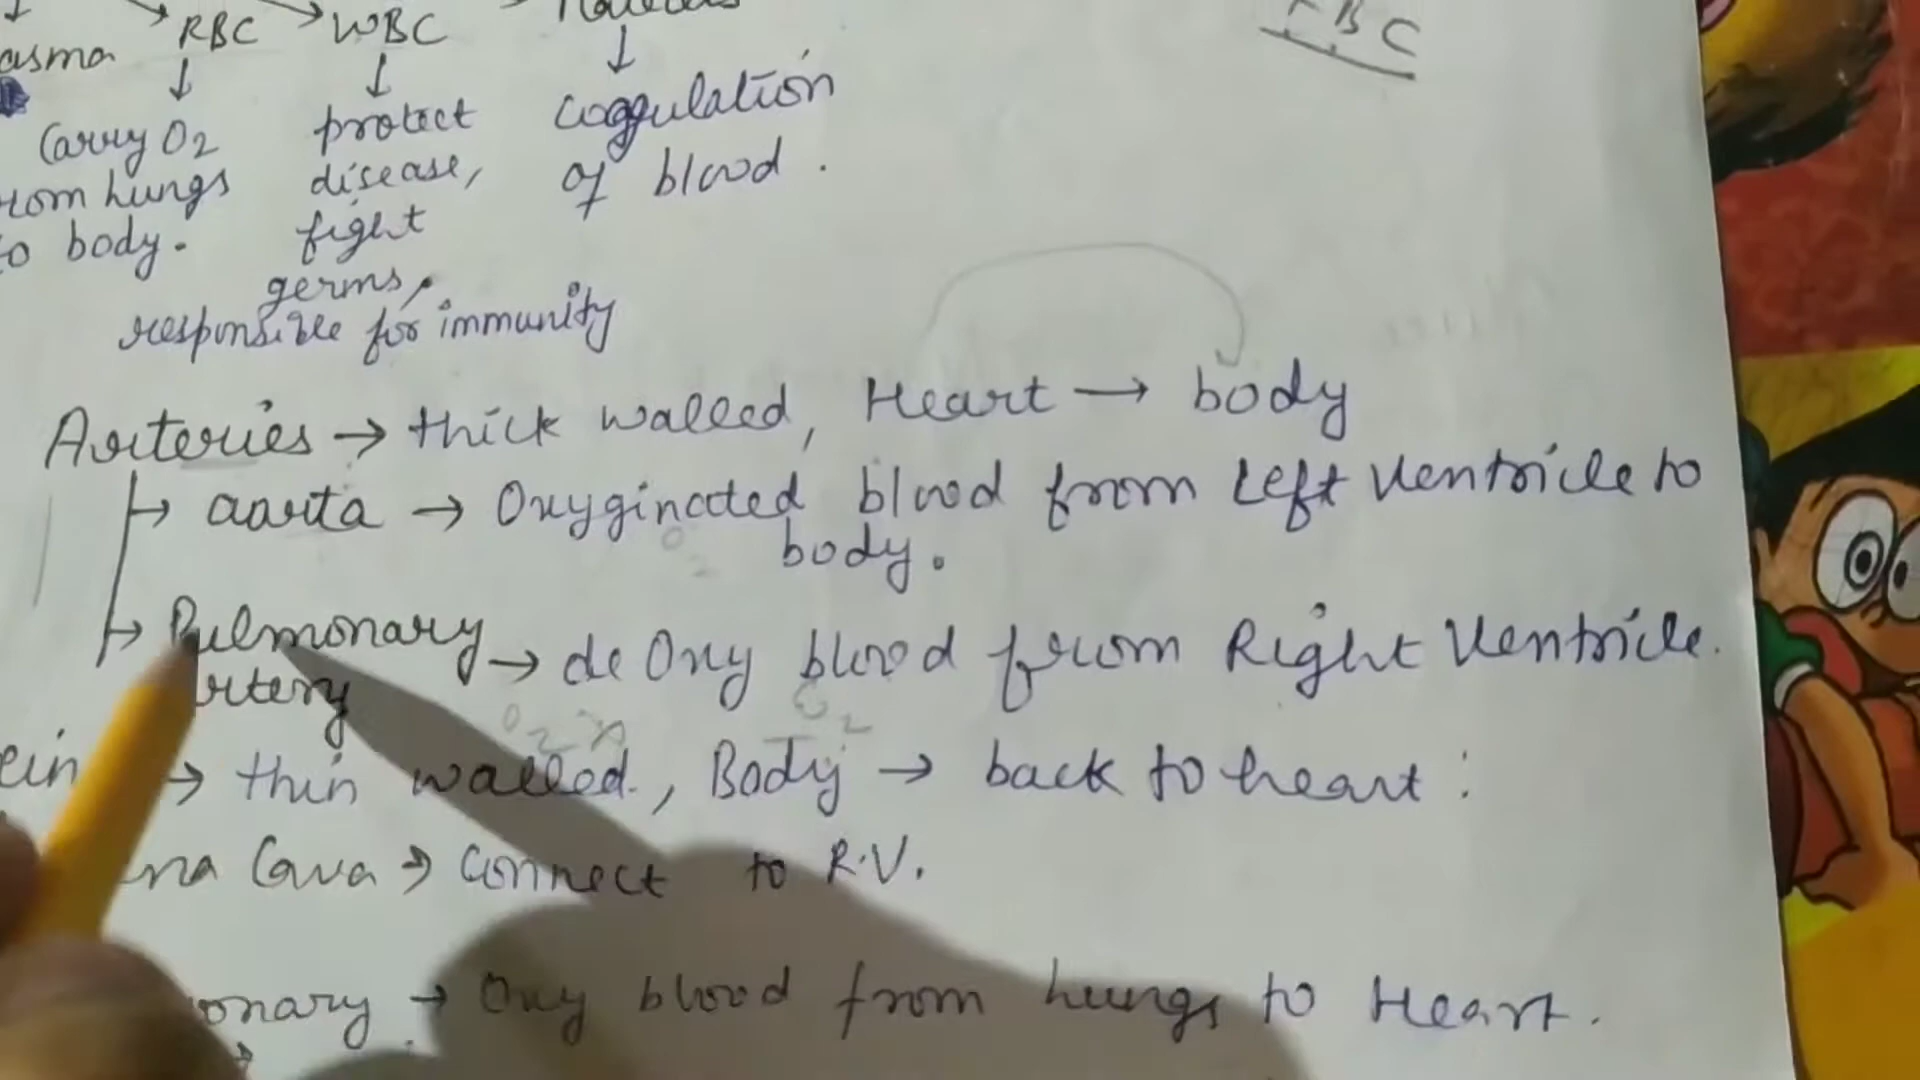 RBC → WBC
asma
Carry O2 protect Coagulation
rom lungs disease, of blood.
to body. fight
germs,
responsible for immunity
Arteries → thick walled, Heart → body
aorta → Oxyginated blood from Left Ventricle to
body.
Pulmonary → de Oxy blood from Right Ventricle.
rtery
ein → thin walled, Body → back to heart:
na Cava → Connect to R.V.
onary → Oxy blood from lungs to Heart.